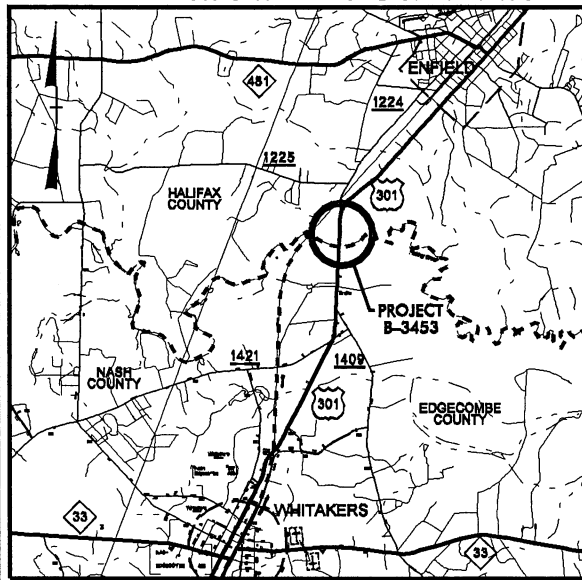 ENFIELD
481
1224
1225
HALIFAX
COUNTY
301
PROJECT
B-3453
1421
1409
NASH
COUNTY
301
EDGECOMBE
COUNTY
WHITAKERS
33
33